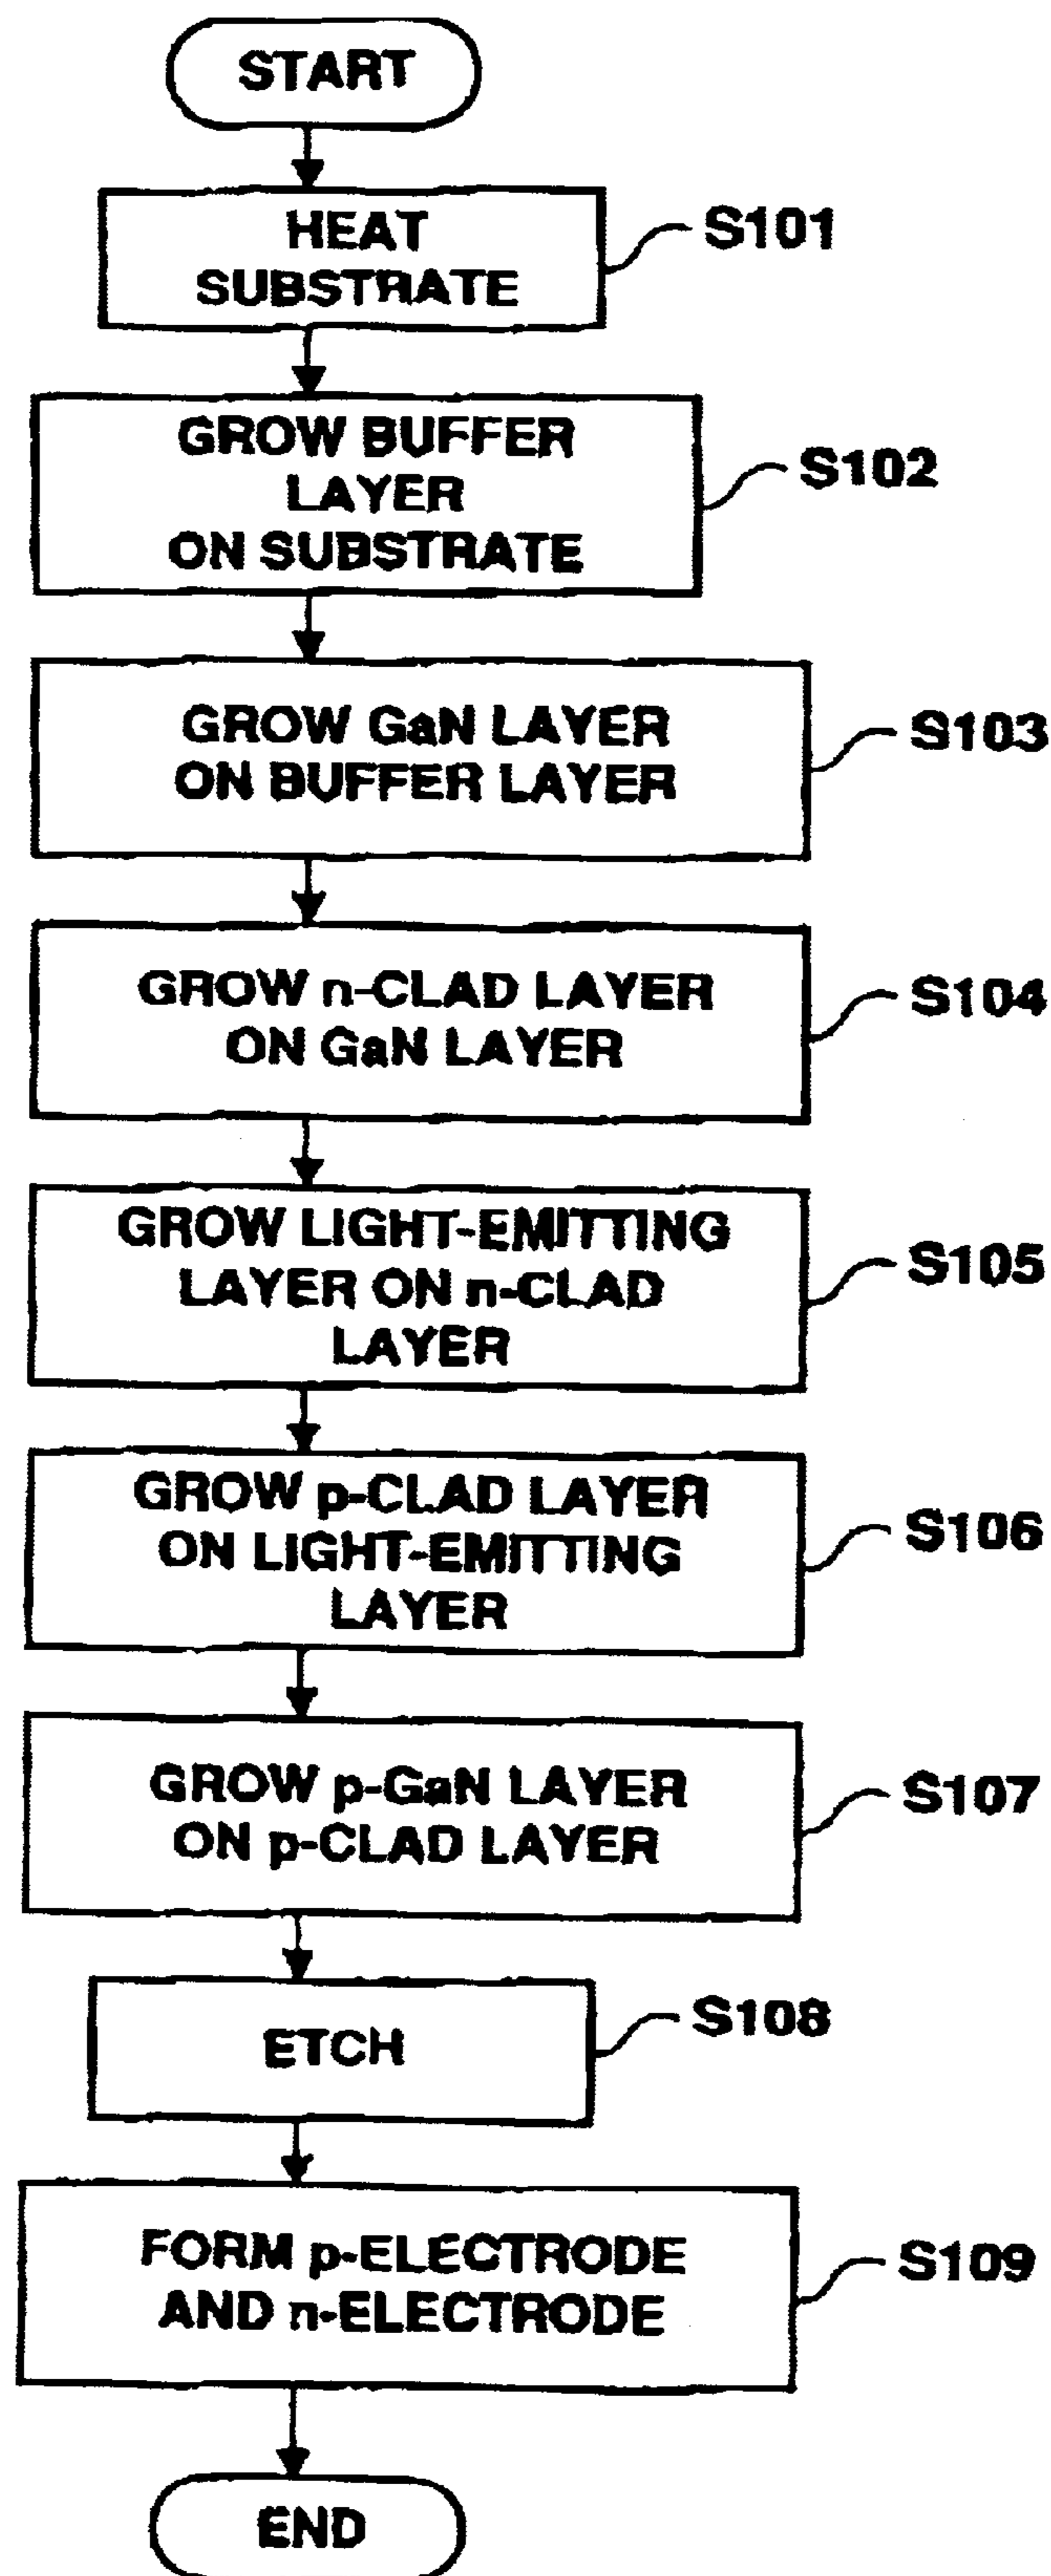 START
HEAT
SUBSTRATE
S101
GROW BUFFER
LAYER
ON SUBSTRATE
S102
GROW GaN LAYER
ON BUFFER LAYER
S103
GROW n-CLAD LAYER
ON GaN LAYER
S104
GROW LIGHT-EMITTING
LAYER ON n-CLAD
LAYER
S105
GROW p-CLAD LAYER
ON LIGHT-EMITTING
LAYER
S106
GROW p-GaN LAYER
ON p-CLAD LAYER
S107
ETCH
S108
FORM p-ELECTRODE
AND n-ELECTRODE
S109
END